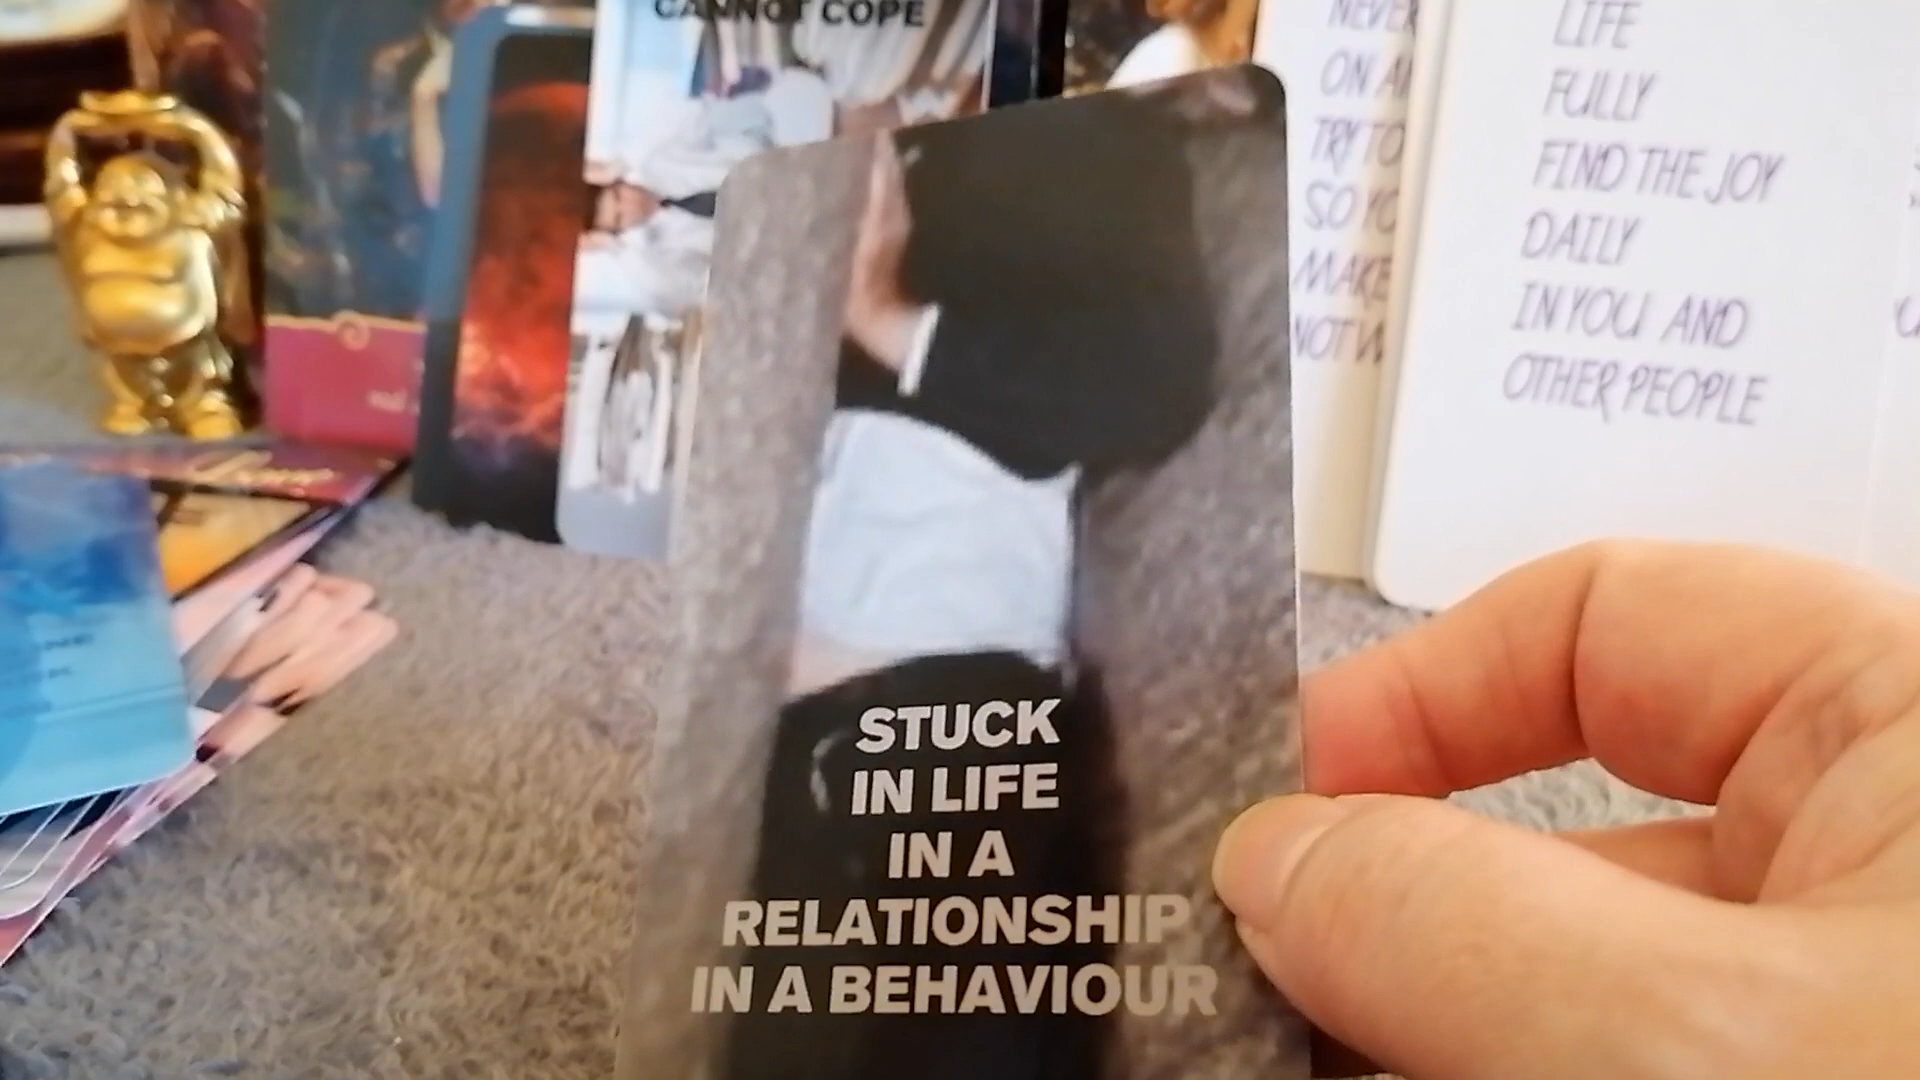 CANNOT COPE
STUCK
IN LIFE
IN A
RELATIONSHIP
IN A BEHAVIOUR
NEVER
ON
TRY TO
SO
MAKE
NOT
LIFE
FULLY
FIND THE JOY
DAILY
IN YOU AND
OTHER PEOPLE